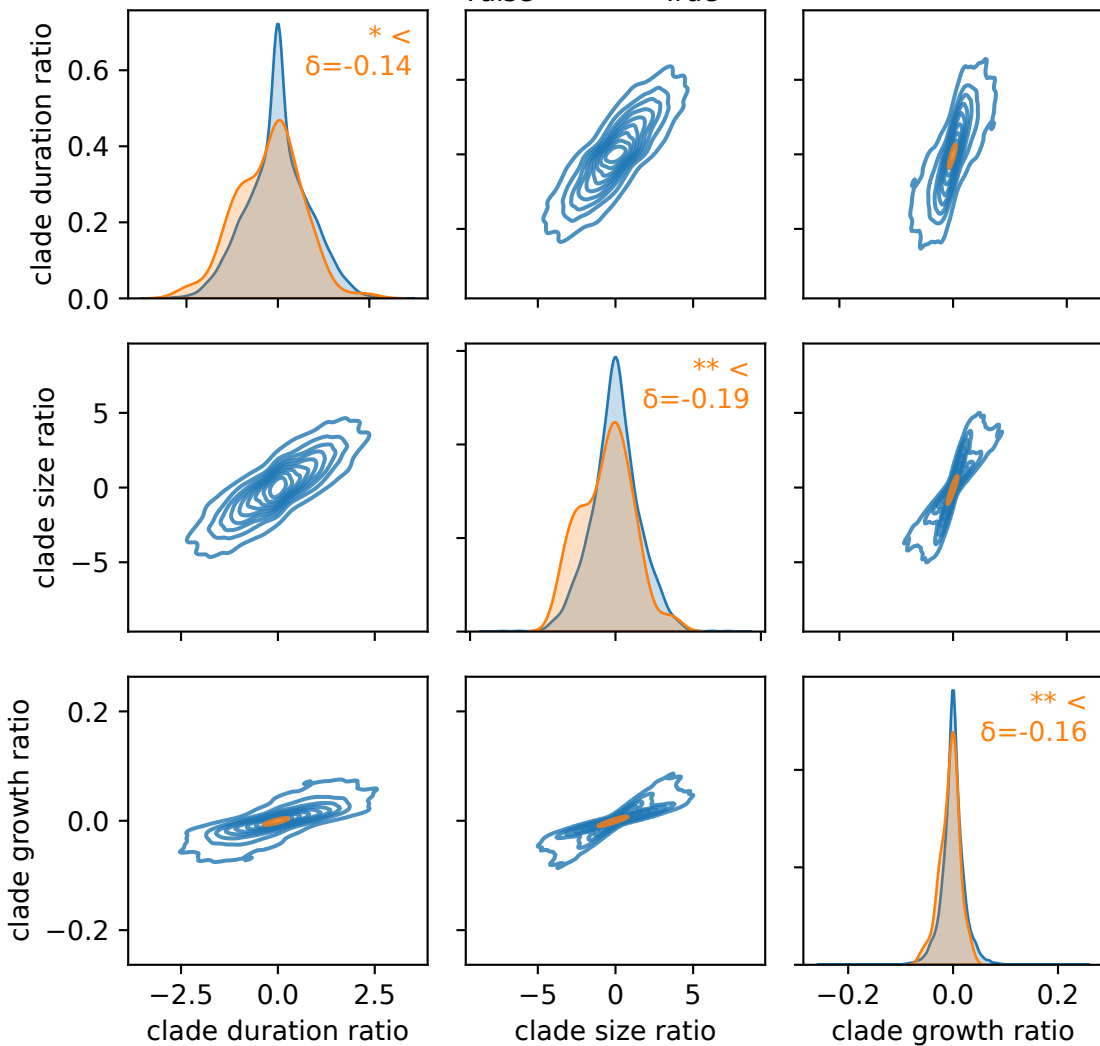 * <
δ=-0.14
clade duration ratio
0.6
0.4
0.2
0.0
** <
δ=-0.19
clade size ratio
5
0
−5
** <
δ=-0.16
clade growth ratio
0.2
0.0
−0.2
−2.5 0.0 2.5
−5 0 5
−0.2 0.0 0.2
clade duration ratio
clade size ratio
clade growth ratio